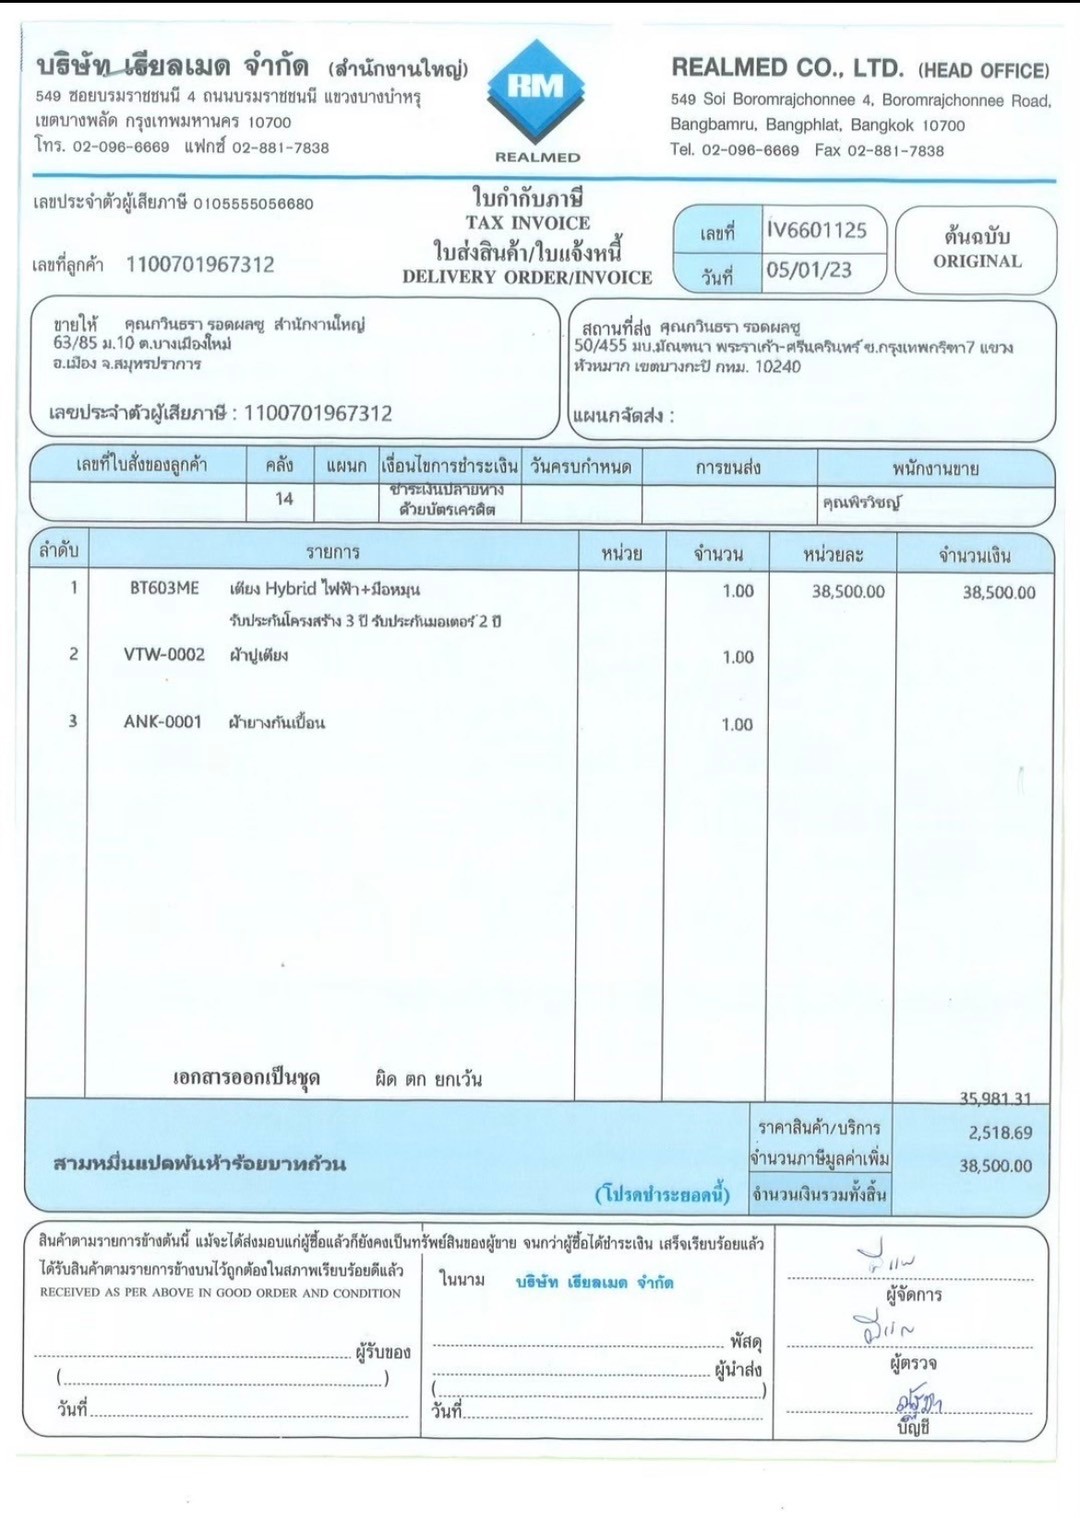 บริษัท เรียลเมด จำกัด (สำนักงานใหญ่)
549 ซอยบรมราชชนนี 4 ถนนบรมราชชนนี แขวงบางบำหรุ
เขตบางพลัด กรุงเทพมหานคร 10700
โทร. 02-096-6669 แฟกซ์ 02-881-7838
RM
REALMED
REALMED CO., LTD. (HEAD OFFICE)
549 Soi Boromrajchonnee 4, Boromrajchonnee Road,
Bangbamru, Bangphlat, Bangkok 10700
Tel. 02-096-6669 Fax 02-881-7838
เลขประจำตัวผู้เสียภาษี 0105555056680
เลขที่ลูกค้า 1100701967312
ใบกำกับภาษี
TAX INVOICE
ใบส่งสินค้า/ใบแจ้งหนี้
DELIVERY ORDER/INVOICE
เลขที่ IV6601125
วันที่ 05/01/23
ต้นฉบับ
ORIGINAL
ขายให้ คุณกวินธรา รอดผลชู สำนักงานใหญ่
63/85 ม.10 ต.บางเมืองใหม่
อ.เมือง จ.สมุทรปราการ
เลขประจำตัวผู้เสียภาษี : 1100701967312
สถานที่ส่ง คุณกวินธรา รอดผลชู
50/455 มบ.มัณฑนา พระราเก้า-ศรีนครินทร์ ซ.กรุงเทพกรีฑา7 แขวง
หัวหมาก เขตบางกะปิ กทม. 10240
แผนกจัดส่ง :
เลขที่ใบสั่งของลูกค้า คลัง แผนก เงื่อนไขการชำระเงิน วันครบกำหนด การขนส่ง พนักงานขาย
14 ชำระเงินปลายทาง ด้วยบัตรเครดิต คุณพิรวิชญ์
ลำดับ รายการ หน่วย จำนวน หน่วยละ จำนวนเงิน
1 BT603ME เตียง Hybrid ไฟฟ้า+มือหมุน 1.00 38,500.00 38,500.00
รับประกันโครงสร้าง 3 ปี รับประกันมอเตอร์ 2 ปี
2 VTW-0002 ผ้าปูเตียง 1.00
3 ANK-0001 ผ้ายางกันเปื้อน 1.00
เอกสารออกเป็นชุด ผิด ตก ยกเว้น
35,981.31
ราคาสินค้า/บริการ 2,518.69
จำนวนภาษีมูลค่าเพิ่ม 38,500.00
สามหมื่นแปดพันห้าร้อยบาทถ้วน
(โปรดชำระยอดนี้) จำนวนเงินรวมทั้งสิ้น
สินค้าตามรายการข้างต้นนี้ แม้จะได้ส่งมอบแก่ผู้ซื้อแล้วก็ยังคงเป็นทรัพย์สินของผู้ขาย จนกว่าผู้ซื้อได้ชำระเงิน เสร็จเรียบร้อยแล้ว
ได้รับสินค้าตามรายการข้างบนไว้ถูกต้องในสภาพเรียบร้อยดีแล้ว
RECEIVED AS PER ABOVE IN GOOD ORDER AND CONDITION
ผู้รับของ
(                    )
วันที่
ในนาม บริษัท เรียลเมด จำกัด
พัสดุ
ผู้นำส่ง
(                    )
วันที่
ผู้จัดการ
ผู้ตรวจ
บัญชี